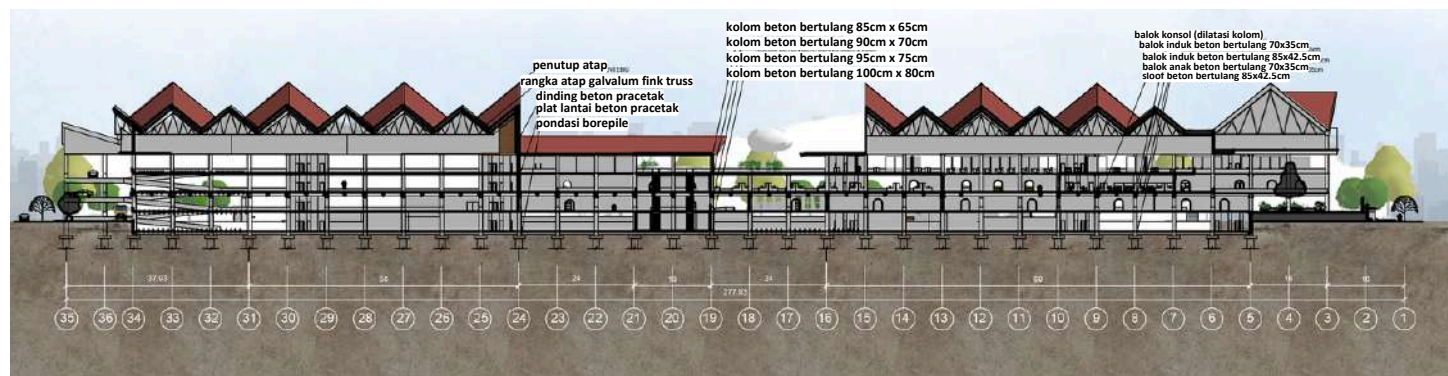 kolom beton bertulang 85cm x 65cm
kolom beton bertulang 90cm x 70cm
kolom beton bertulang 95cm x 75cm
kolom beton bertulang 100cm x 80cm
balok konsol (dilatasi kolom)
balok induk beton bertulang 70x35cm
balok induk beton bertulang 85x42.5cm
balok anak beton bertulang 70x35cm
sloof beton bertulang 85x42.5cm
penutup atap
rangka atap galvalum fink truss
dinding beton pracetak
plat lantai beton pracetak
pondasi borepile
37.93 56 24 16 24 16 10
277.93
35 36 34 33 32 31 30 29 28 27 26 25 24 23 22 21 20 19 18 17 16 15 14 13 12 11 10 9 8 7 6 5 4 3 2 1